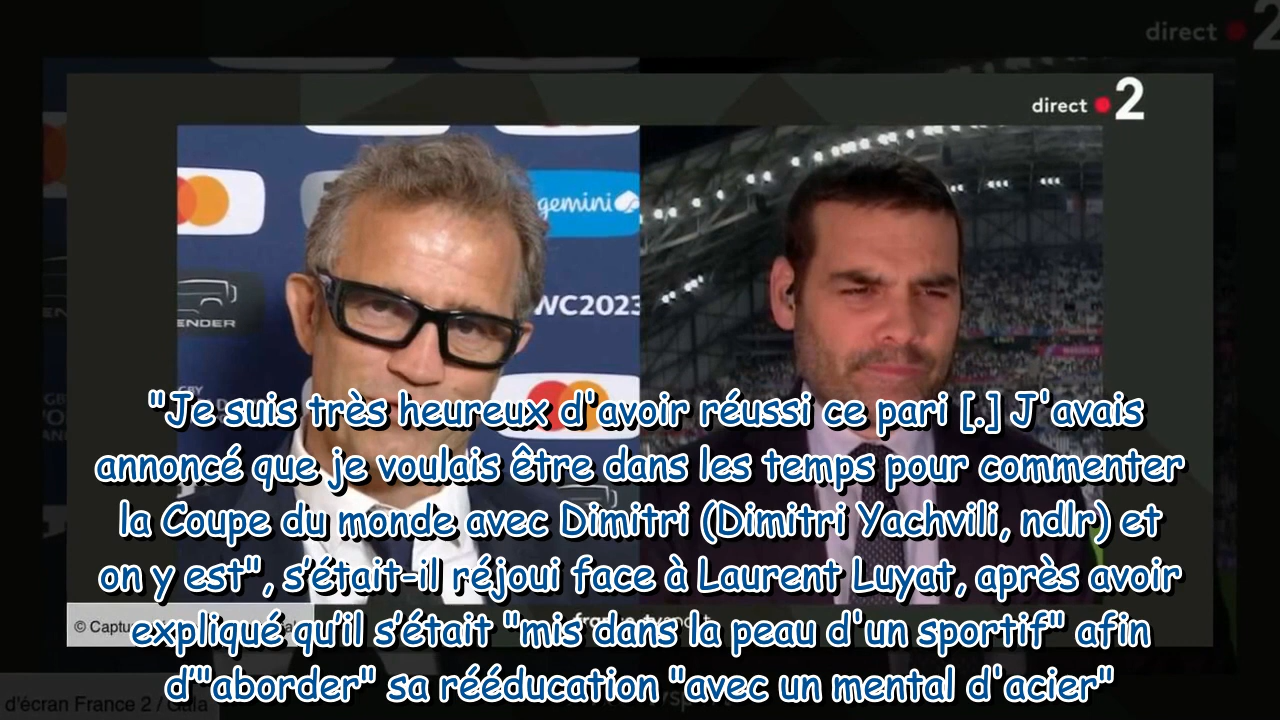 direct 2
direct 2
gemini
ENDER
WC2023
"Je suis très heureux d'avoir réussi ce pari [.] J'avais
annoncé que je voulais être dans les temps pour commenter
la Coupe du monde avec Dimitri (Dimitri Yachvili, ndlr) et
on y est", s’était-il réjoui face à Laurent Luyat, après avoir
expliqué qu’il s’était "mis dans la peau d'un sportif" afin
d’"aborder" sa rééducation "avec un mental d'acier"
© Captu
d'écran France 2 / Gala